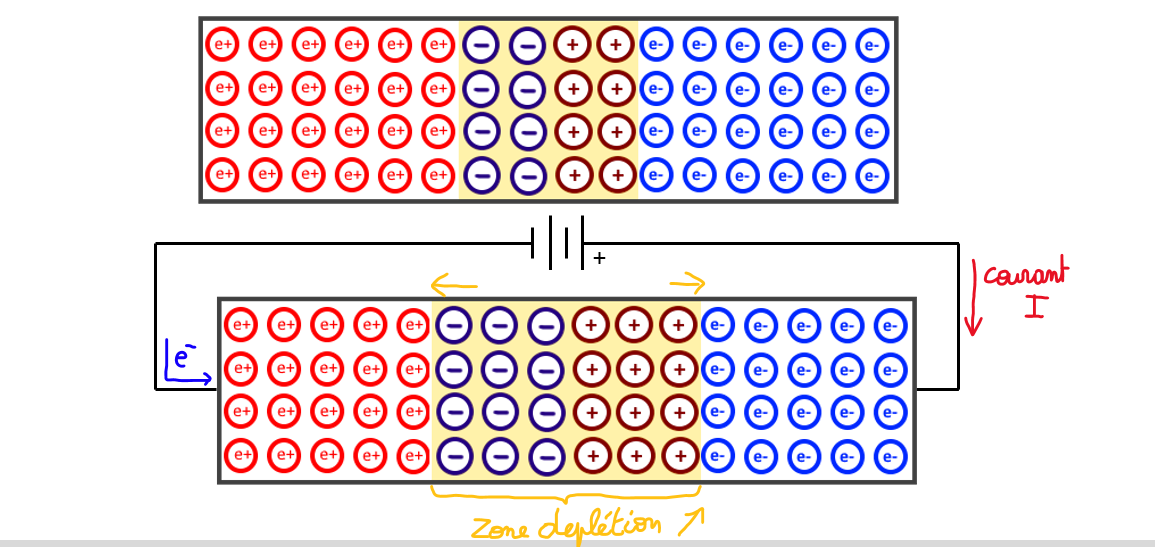 e+ e+ e+ e+ e+ e+ − − + + e- e- e- e- e- e-
e+ e+ e+ e+ e+ e+ − − + + e- e- e- e- e- e-
e+ e+ e+ e+ e+ e+ − − + + e- e- e- e- e- e-
e+ e+ e+ e+ e+ e+ − − + + e- e- e- e- e- e-
+
courant
I
e+ e+ e+ e+ e+ − − − + + + e- e- e- e- e-
e⁻
e+ e+ e+ e+ e+ − − − + + + e- e- e- e- e-
e+ e+ e+ e+ e+ − − − + + + e- e- e- e- e-
e+ e+ e+ e+ e+ − − − + + + e- e- e- e- e-
Zone deplétion ↗